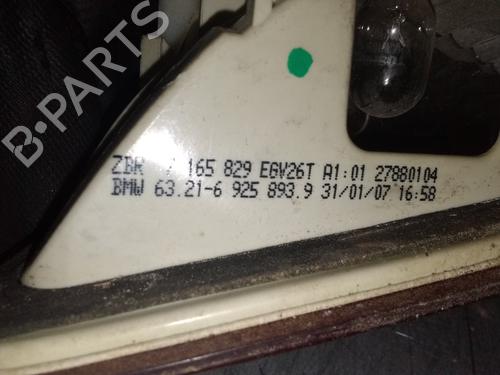 B-PARTS
ZBR 7 165 829 EGV26T A1:01 27880104
BMW 63.21-6 925 893.9 31/01/07 16:58